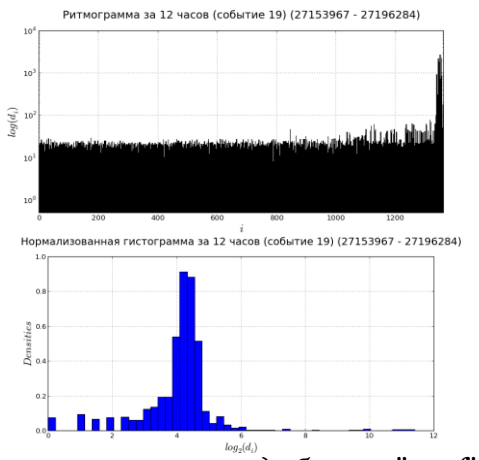 Ритмограмма за 12 часов (событие 19) (27153967 - 27196284)
10⁴
10³
10²
10¹
10⁰
log(dᵢ)
0 200 400 600 800 1000 1200
i
Нормализованная гистограмма за 12 часов (событие 19) (27153967 - 27196284)
1.0
0.8
0.6
0.4
0.2
0.0
Densities
0 2 4 6 8 10 12
log₂(dᵢ)